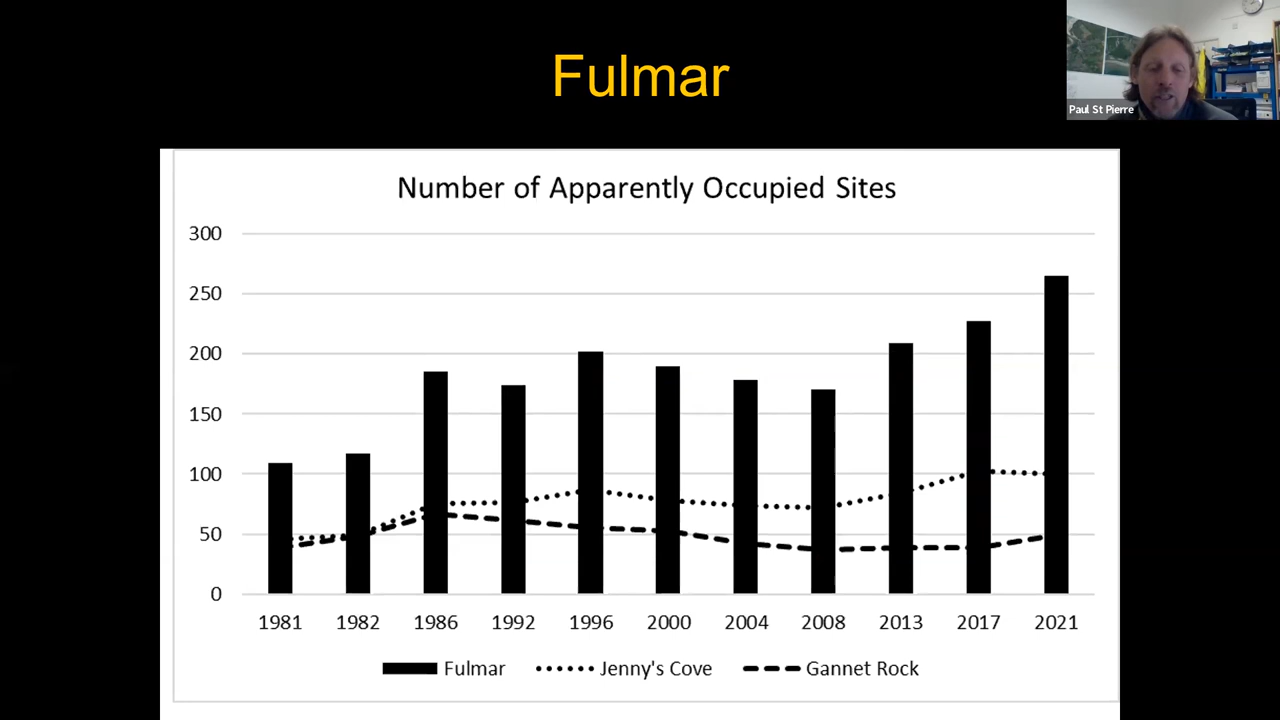 Fulmar
Paul St Pierre
Number of Apparently Occupied Sites
300
250
200
150
100
50
0
1981 1982 1986 1992 1996 2000 2004 2008 2013 2017 2021
Fulmar Jenny's Cove Gannet Rock